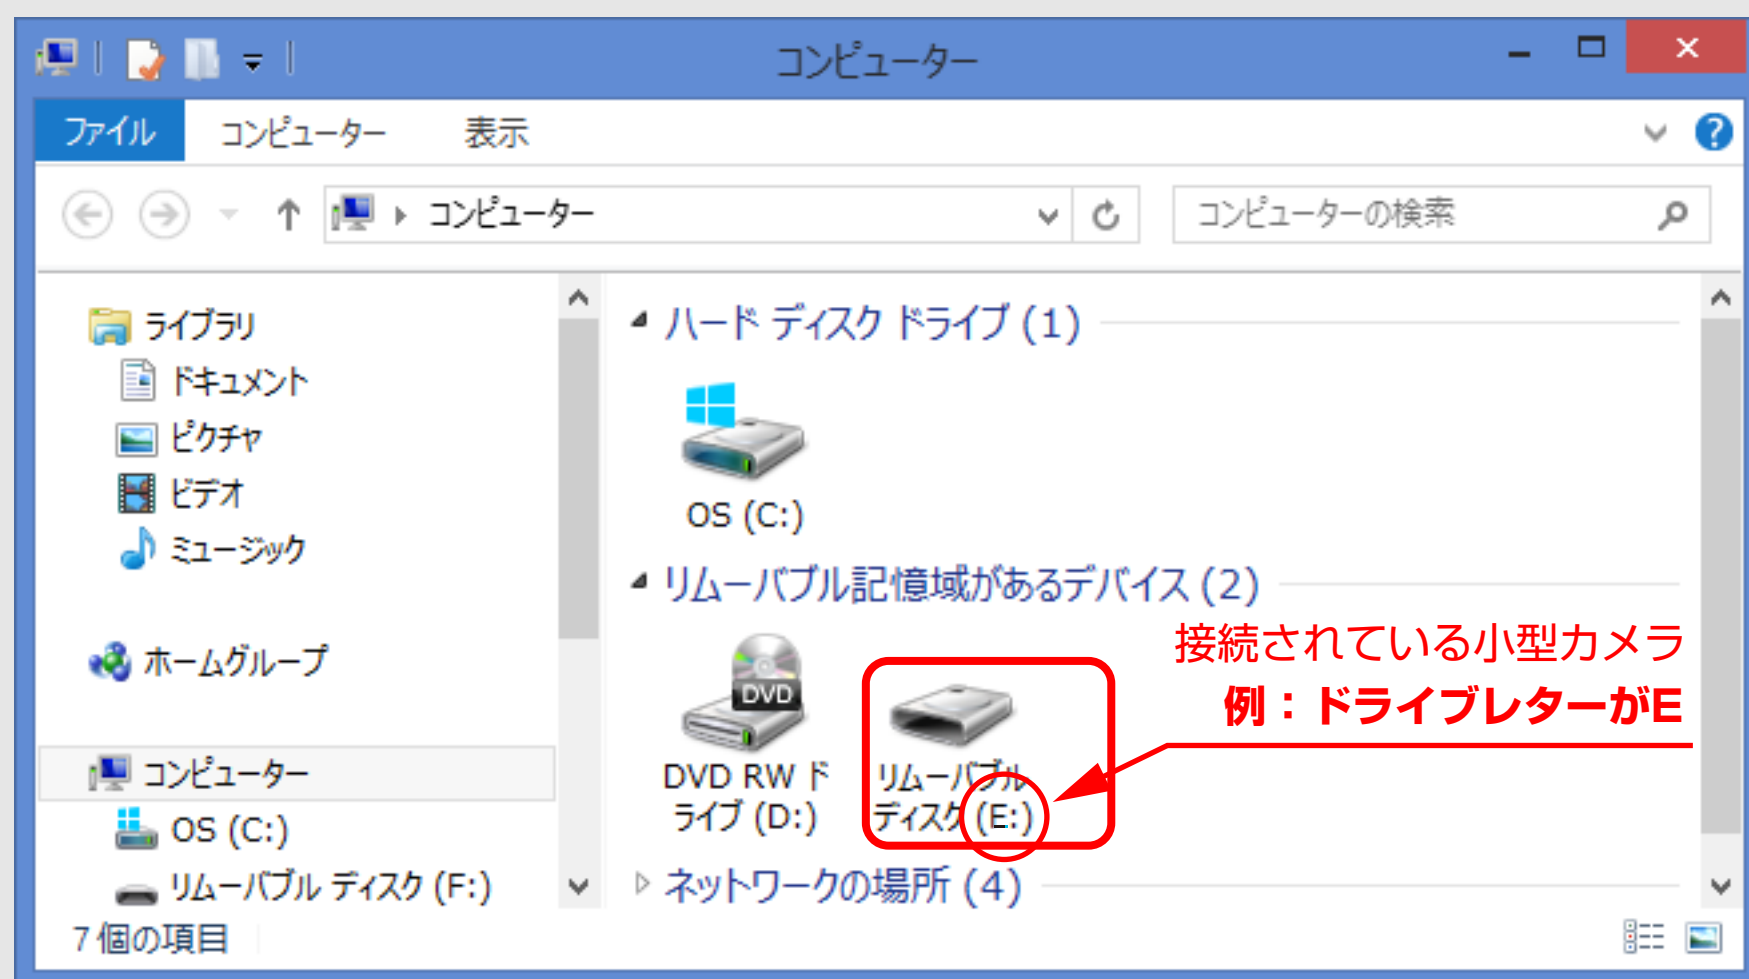 コンピューター
ファイル コンピューター 表示
コンピューター コンピューターの検索
ライブラリ
ドキュメント
ピクチャ
ビデオ
ミュージック
ホームグループ
コンピューター
OS (C:)
リムーバブル ディスク (F:)
ハード ディスク ドライブ (1)
OS (C:)
リムーバブル記憶域があるデバイス (2)
接続されている小型カメラ
例：ドライブレターがE
DVD
DVD RW ド
ライブ (D:)
リムーバブル
ディスク (E:)
ネットワークの場所 (4)
7 個の項目